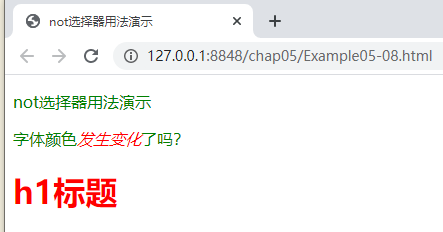 not选择器用法演示
127.0.0.1:8848/chap05/Example05-08.html
not选择器用法演示
字体颜色发生变化了吗?
h1标题